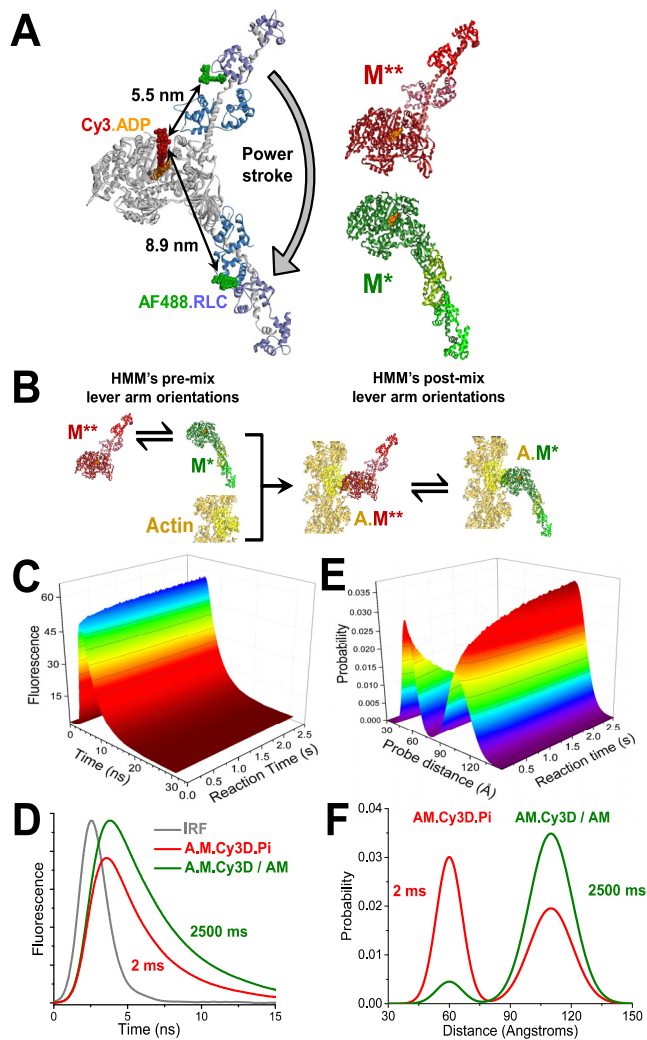 A
5.5 nm
Cy3.ADP
Power
stroke
8.9 nm
AF488.RLC
M**
M*
B
HMM's pre-mix
lever arm orientations
HMM's post-mix
lever arm orientations
M**
M*
Actin
A.M**
A.M*
C
60
45
30
15
Fluorescence
0
10
20
30
Time (ns)
0.0
0.5
1.0
1.5
2.0
2.5
Reaction Time (s)
E
0.035
0.030
0.025
0.020
0.015
0.010
0.005
0.000
Probability
30
60
90
120
Probe distance (Å)
0.5
1.0
1.5
2.0
2.5
Reaction time (s)
D
IRF
A.M.Cy3D.Pi
A.M.Cy3D / AM
2500 ms
2 ms
Fluorescence
0
5
10
15
Time (ns)
F
AM.Cy3D.Pi
AM.Cy3D / AM
2 ms
2500 ms
0.04
0.03
0.02
0.01
0.00
Probability
30
60
90
120
150
Distance (Angstroms)